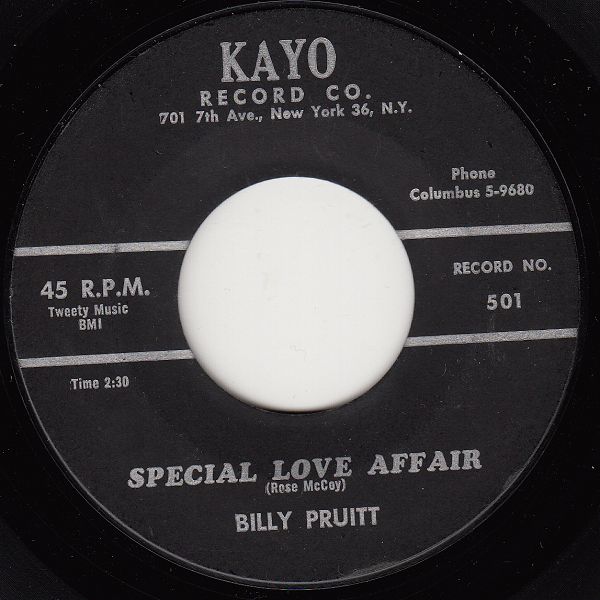 KAYO
RECORD CO.
701 7th Ave., New York 36, N.Y.
Phone
Columbus 5-9680
45 R.P.M.
Tweety Music
BMI
RECORD NO.
501
Time 2:30
SPECIAL LOVE AFFAIR
(Rose McCoy)
BILLY PRUITT